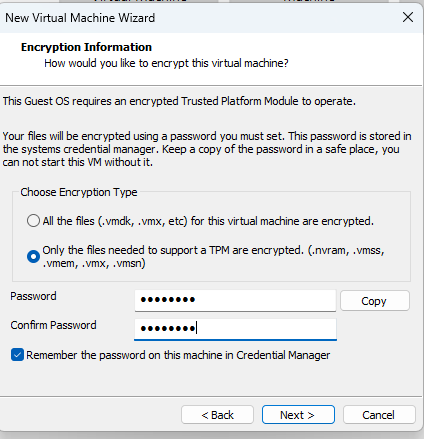 New Virtual Machine Wizard
Encryption Information
How would you like to encrypt this virtual machine?
This Guest OS requires an encrypted Trusted Platform Module to operate.
Your files will be encrypted using a password you must set. This password is stored in
the systems credential manager. Keep a copy of the password in a safe place, you
can not start this VM without it.
Choose Encryption Type
All the files (.vmdk, .vmx, etc) for this virtual machine are encrypted.
Only the files needed to support a TPM are encrypted. (.nvram, .vmss,
.vmem, .vmx, .vmsn)
Password ●●●●●●●● Copy
Confirm Password ●●●●●●●●
Remember the password on this machine in Credential Manager
< Back Next > Cancel